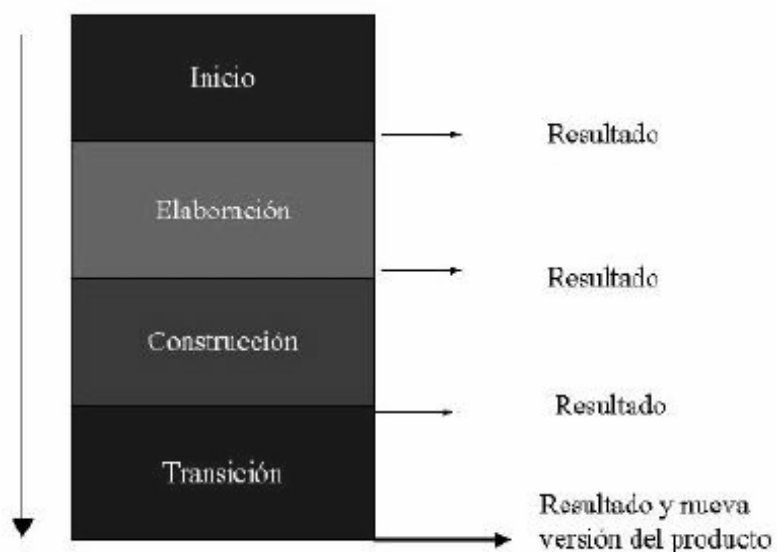 Inicio
Resultado
Elaboración
Resultado
Construcción
Resultado
Transición
Resultado y nueva
versión del producto